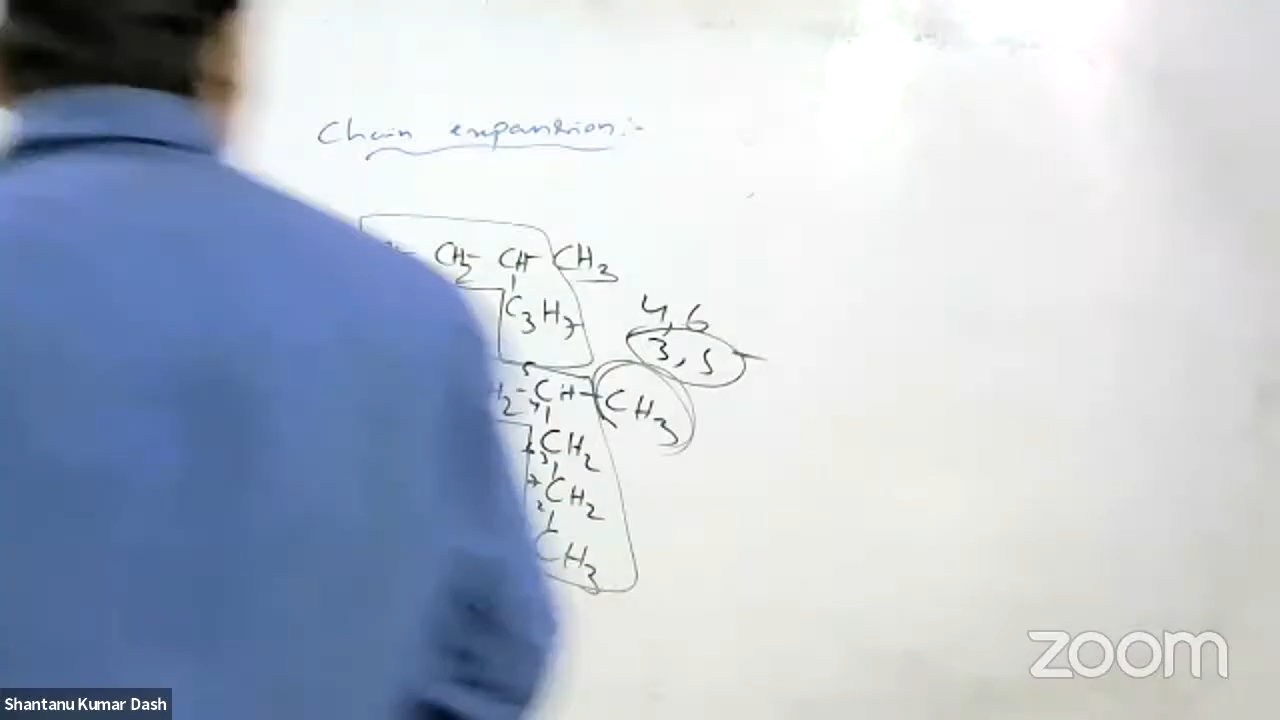 Chain expansion:-
CH2- CH- CH3
C3H7
4, 6
3, 5
H2- CH- CH3
CH2
CH2
CH3
zoom
Shantanu Kumar Dash